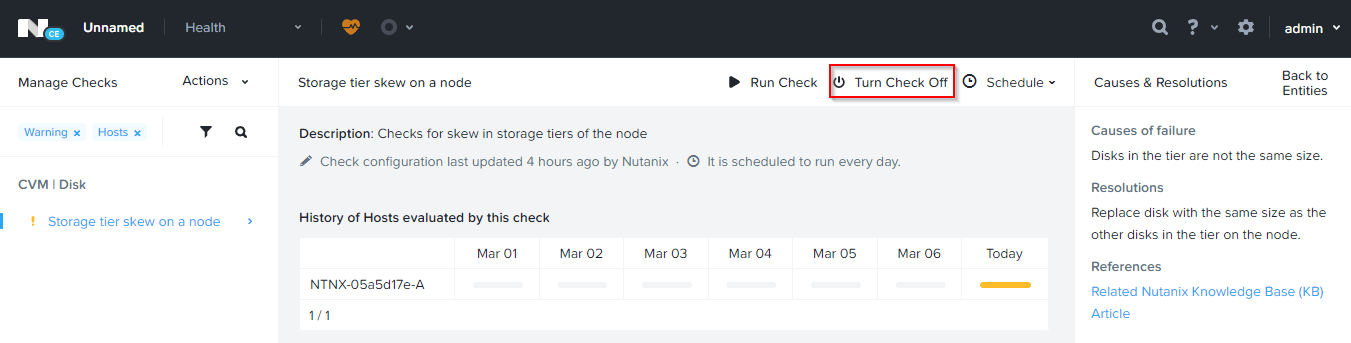 N CE Unnamed Health ? admin
Manage Checks Actions
Storage tier skew on a node Run Check Turn Check Off Schedule
Causes & Resolutions Back to
Entities
Warning × Hosts ×
CVM | Disk
! Storage tier skew on a node
Description: Checks for skew in storage tiers of the node
Check configuration last updated 4 hours ago by Nutanix · It is scheduled to run every day.
History of Hosts evaluated by this check
Mar 01 Mar 02 Mar 03 Mar 04 Mar 05 Mar 06 Today
NTNX-05a5d17e-A
1 / 1
Causes of failure
Disks in the tier are not the same size.
Resolutions
Replace disk with the same size as the
other disks in the tier on the node.
References
Related Nutanix Knowledge Base (KB)
Article